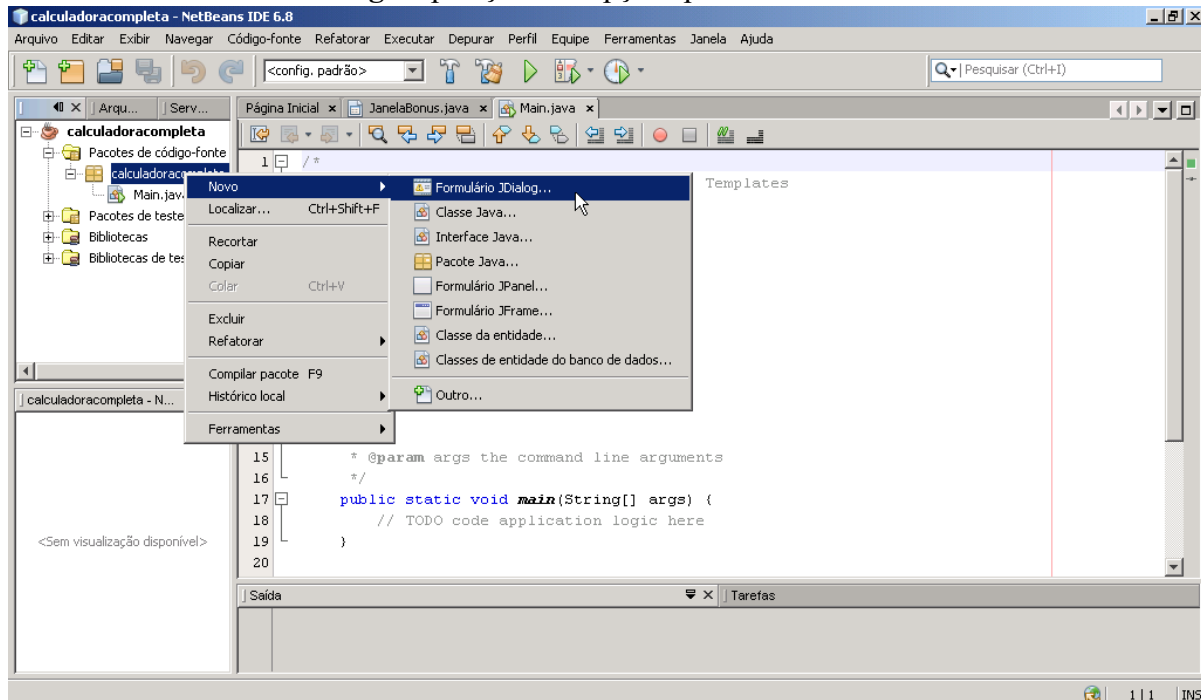 calculadoracompleta - NetBeans IDE 6.8
Arquivo Editar Exibir Navegar Código-fonte Refatorar Executar Depurar Perfil Equipe Ferramentas Janela Ajuda
<config. padrão>
Pesquisar (Ctrl+I)
Arqu... Serv...
Página Inicial JanelaBonus.java Main.java
calculadoracompleta
Pacotes de código-fonte
calculadoracompleta
Main.jav
Pacotes de teste
Bibliotecas
Bibliotecas de tes
Novo
Localizar... Ctrl+Shift+F
Recortar
Copiar
Colar Ctrl+V
Excluir
Refatorar
Compilar pacote F9
Histórico local
Ferramentas
Formulário JDialog...
Classe Java...
Interface Java...
Pacote Java...
Formulário JPanel...
Formulário JFrame...
Classe da entidade...
Classes de entidade do banco de dados...
Outro...
1 /*
Templates
15 * @param args the command line arguments
16 */
17 public static void main(String[] args) {
18 // TODO code application logic here
19 }
20
calculadoracompleta - N...
<Sem visualização disponível>
Saída
Tarefas
1|1 INS